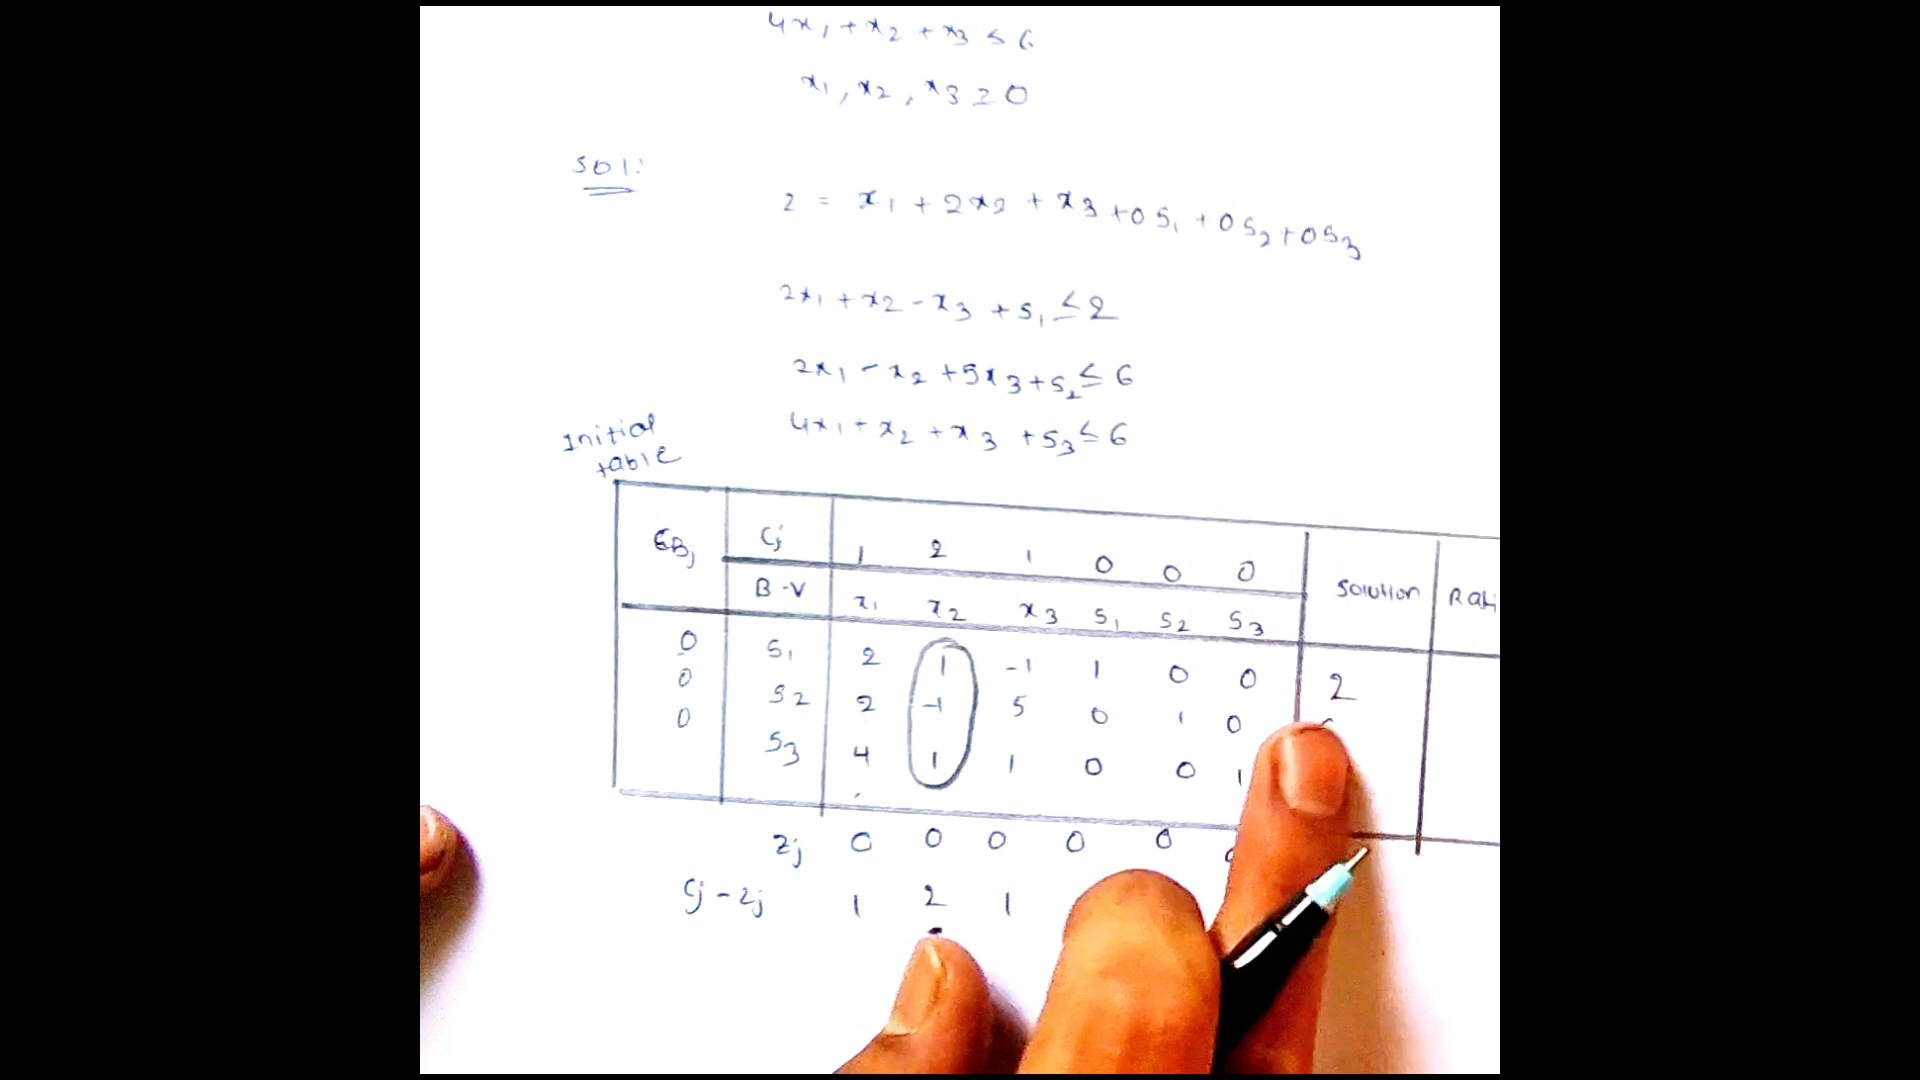 4x1 + x2 + x3 ≤ 6
x1, x2, x3 ≥ 0
Sol:
Z = x1 + 2x2 + x3 + 0S1 + 0S2 + 0S3
2x1 + x2 - x3 + S1 ≤ 2
2x1 - x2 + 5x3 + S2 ≤ 6
4x1 + x2 + x3 + S3 ≤ 6
Initial
table
CBj Cj 1 2 1 0 0 0 Solution
B-V x1 x2 x3 S1 S2 S3
0 S1 2 1 -1 1 0 0 2
0 S2 2 -1 5 0 1 0
0 S3 4 1 1 0 0 1
Zj 0 0 0 0 0
Cj - Zj 1 2 1